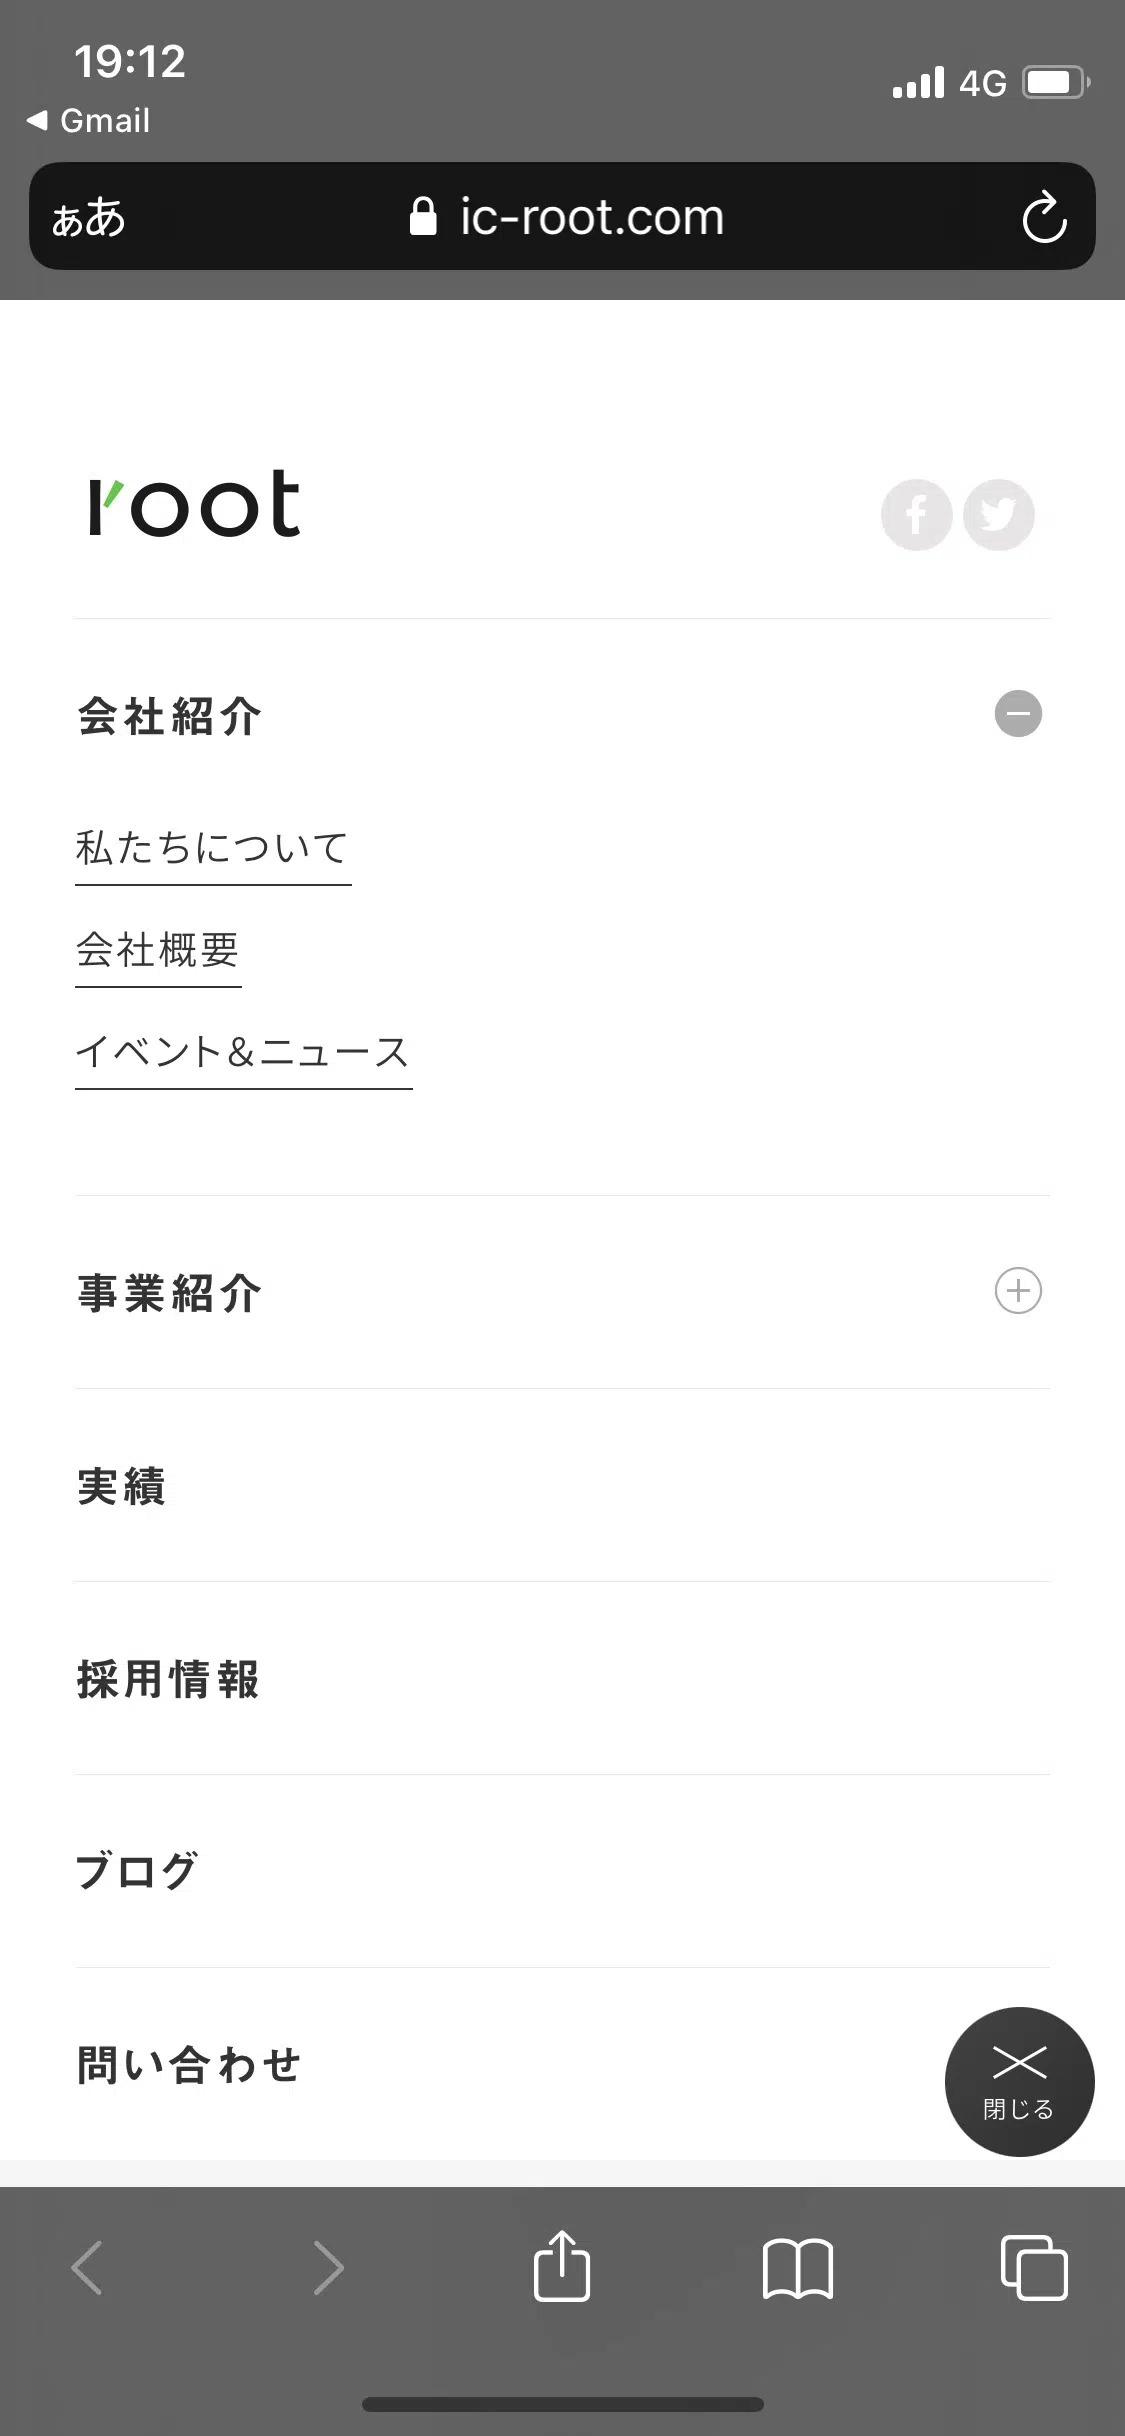 19:12
4G
◀ Gmail
ぁあ
ic-root.com
root
会社紹介
私たちについて
会社概要
イベント&ニュース
事業紹介
実績
採用情報
ブログ
問い合わせ
閉じる